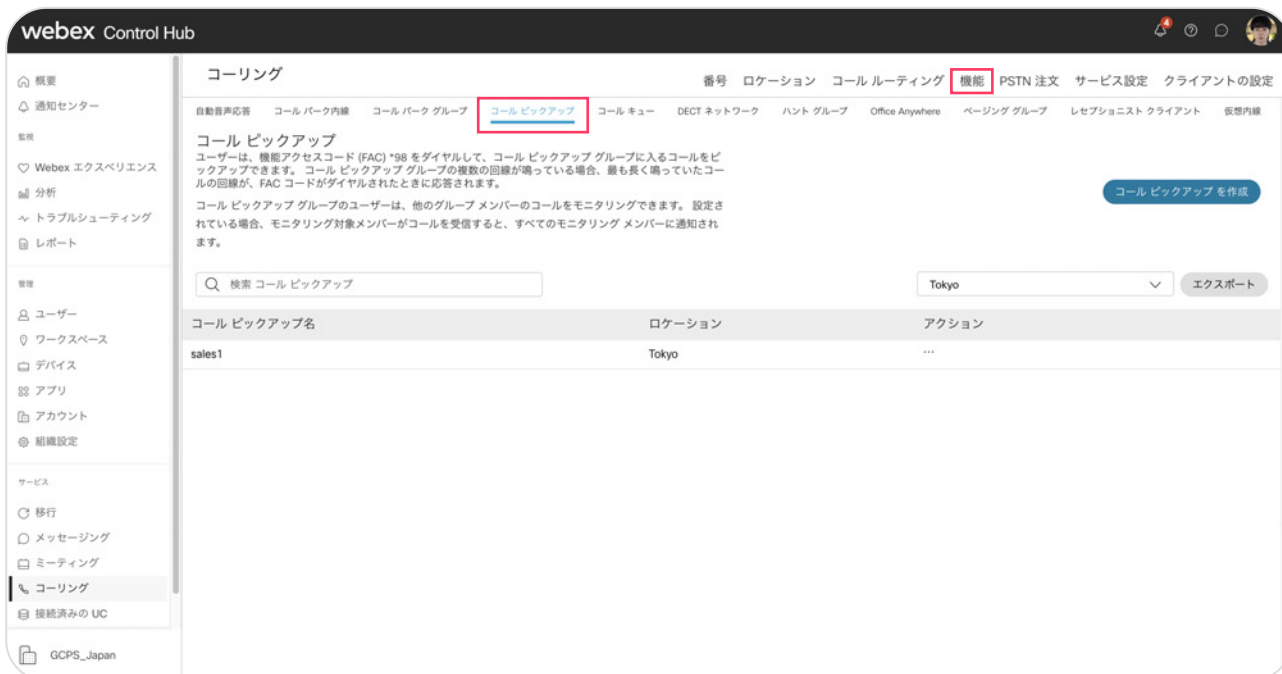 webex Control Hub
4
概要
通知センター
監視
Webex エクスペリエンス
分析
トラブルシューティング
レポート
管理
ユーザー
ワークスペース
デバイス
アプリ
アカウント
組織設定
サービス
移行
メッセージング
ミーティング
コーリング
接続済みの UC
GCPS_Japan
コーリング
番号 ロケーション コール ルーティング 機能 PSTN 注文 サービス設定 クライアントの設定
自動音声応答 コール パーク内線 コール パーク グループ コール ピックアップ コール キュー DECT ネットワーク ハント グループ Office Anywhere ページング グループ レセプショニスト クライアント 仮想内線
コール ピックアップ
ユーザーは、機能アクセスコード (FAC) *98 をダイヤルして、コール ピックアップ グループに入るコールをピ
ックアップできます。 コール ピックアップ グループの複数の回線が鳴っている場合、最も長く鳴っていたコー
ルの回線が、FAC コードがダイヤルされたときに応答されます。
コール ピックアップ グループのユーザーは、他のグループ メンバーのコールをモニタリングできます。 設定さ
れている場合、モニタリング対象メンバーがコールを受信すると、すべてのモニタリング メンバーに通知され
ます。
コール ピックアップ を作成
検索 コール ピックアップ
Tokyo
エクスポート
コール ピックアップ名 ロケーション アクション
sales1 Tokyo …